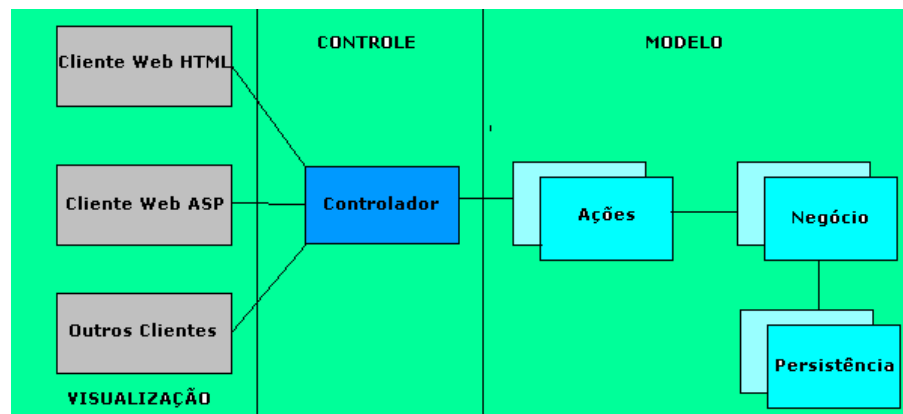 CONTROLE
MODELO
Cliente Web HTML
Cliente Web ASP
Controlador
Ações
Negócio
Outros Clientes
Persistência
VISUALIZAÇÃO